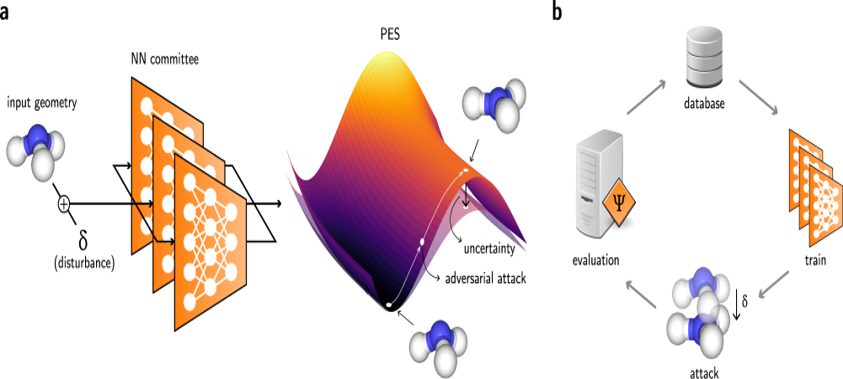 a
NN committee
input geometry
δ
(disturbance)
PES
uncertainty
adversarial attack
b
database
Ψ
evaluation
train
δ
attack